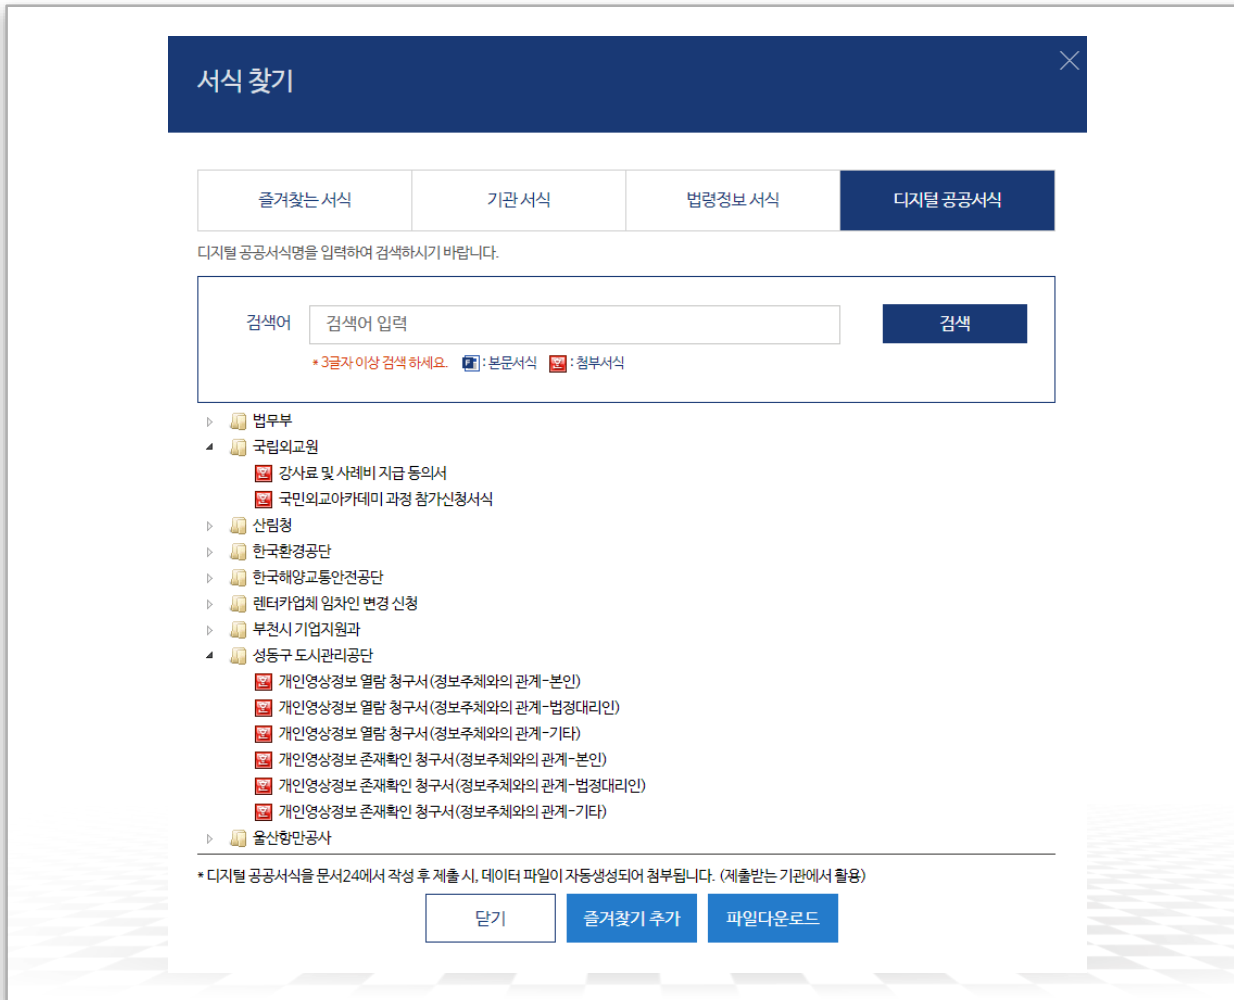 서식 찾기
즐겨찾는 서식 기관 서식 법령정보 서식 디지털 공공서식
디지털 공공서식명을 입력하여 검색하시기 바랍니다.
검색어 검색어 입력 검색
* 3글자 이상 검색 하세요. : 본문서식 : 첨부서식
법무부
국립외교원
강사료 및 사례비 지급 동의서
국민외교아카데미 과정 참가신청서식
산림청
한국환경공단
한국해양교통안전공단
렌터카업체 임차인 변경 신청
부천시 기업지원과
성동구 도시관리공단
개인영상정보 열람 청구서(정보주체와의 관계-본인)
개인영상정보 열람 청구서(정보주체와의 관계-법정대리인)
개인영상정보 열람 청구서(정보주체와의 관계-기타)
개인영상정보 존재확인 청구서(정보주체와의 관계-본인)
개인영상정보 존재확인 청구서(정보주체와의 관계-법정대리인)
개인영상정보 존재확인 청구서(정보주체와의 관계-기타)
울산항만공사
* 디지털 공공서식을 문서24에서 작성 후 제출 시, 데이터 파일이 자동생성되어 첨부됩니다. (제출받는 기관에서 활용)
닫기 즐겨찾기 추가 파일다운로드